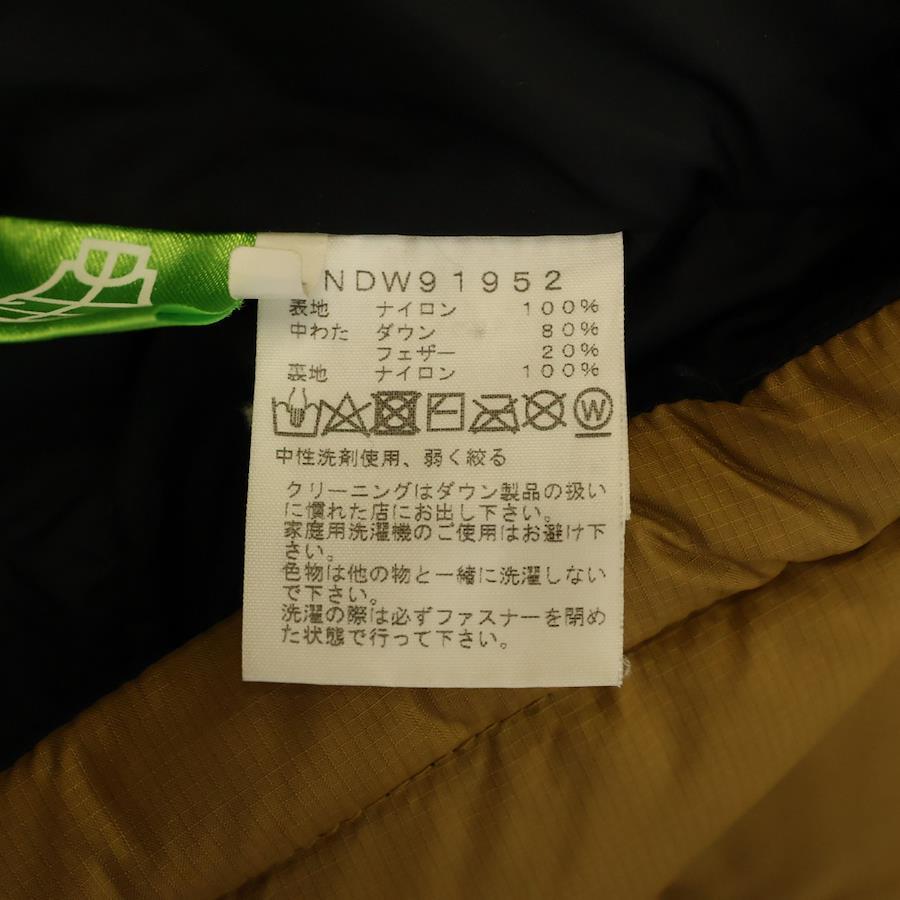 NDW91952
表地 ナイロン 100%
中わた ダウン 80%
フェザー 20%
裏地 ナイロン 100%
W
中性洗剤使用、弱く絞る
クリーニングはダウン製品の扱い
に慣れた店にお出し下さい。
家庭用洗濯機のご使用はお避け下
さい。
色物は他の物と一緒に洗濯しない
で下さい。
洗濯の際は必ずファスナーを閉め
た状態で行って下さい。